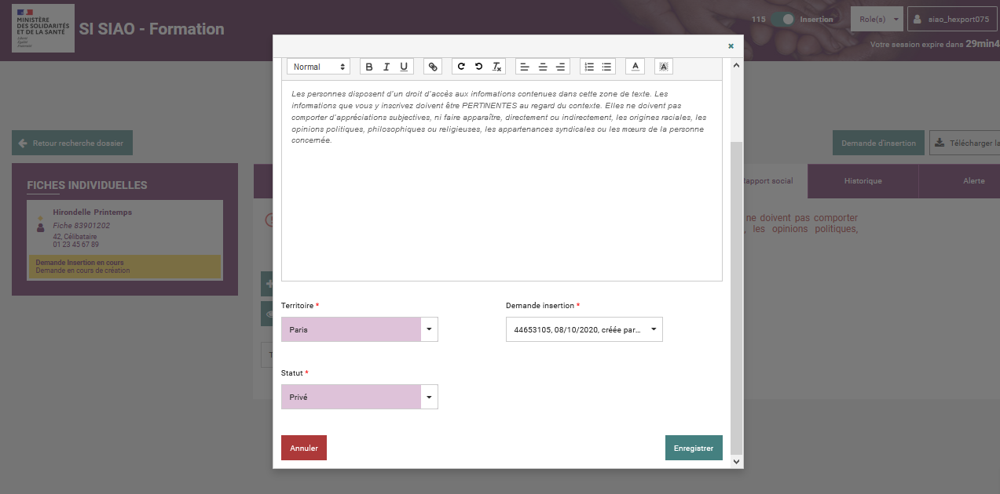 MINISTÈRE
DES SOLIDARITÉS
ET DE LA SANTÉ
Liberté
Égalité
Fraternité
SI SIAO - Formation
115
Insertion
Role(s)
siao_hexport075
Votre session expire dans 29min4
Retour recherche dossier
Demande d'insertion
Télécharger la
FICHES INDIVIDUELLES
Hirondelle Printemps
Fiche 83901202
42, Célibataire
01 23 45 67 89
Demande Insertion en cours
Demande en cours de création
Normal
B I U
Les personnes disposent d'un droit d'accès aux informations contenues dans cette zone de texte. Les
informations que vous y inscrivez doivent être PERTINENTES au regard du contexte. Elles ne doivent pas
comporter d'appréciations subjectives, ni faire apparaître, directement ou indirectement, les origines raciales, les
opinions politiques, philosophiques ou religieuses, les appartenances syndicales ou les mœurs de la personne
concernée.
Territoire *
Paris
Demande insertion *
44653105, 08/10/2020, créée par...
Statut *
Privé
Annuler
Enregistrer
apport social
Historique
Alerte
ne doivent pas comporter
, les opinions politiques,